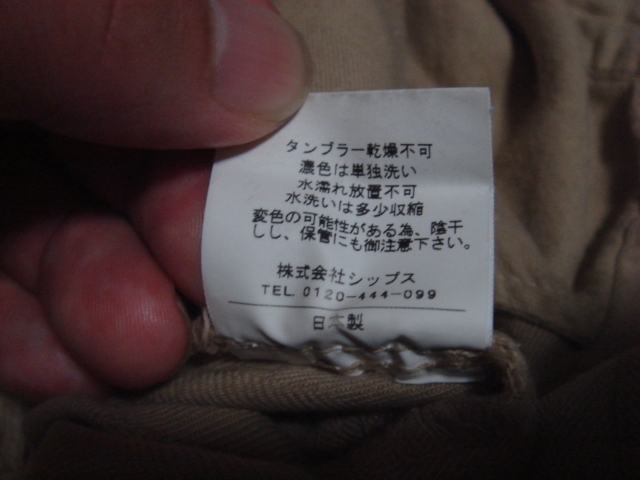 タンブラー乾燥不可
濃色は単独洗い
水濡れ放置不可
水洗いは多少収縮
変色の可能性がある為、陰干
しし、保管にも御注意下さい。
株式会社シップス
TEL 0120-444-099
日本製